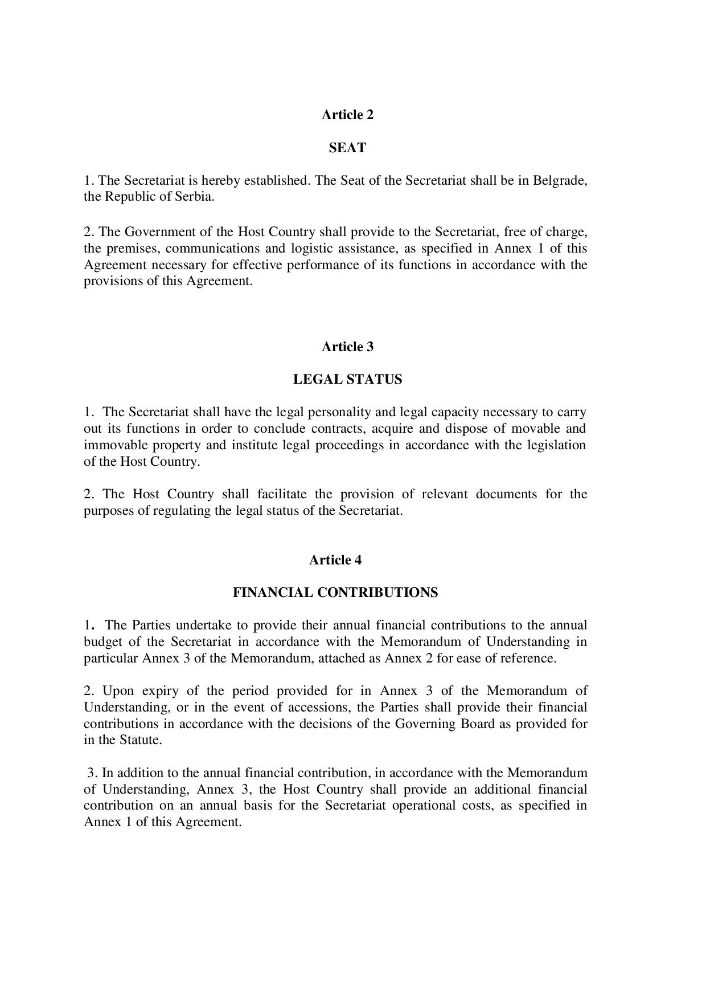 Article 2
SEAT
1. The Secretariat is hereby established. The Seat of the Secretariat shall be in Belgrade,
the Republic of Serbia.
2. The Government of the Host Country shall provide to the Secretariat, free of charge,
the premises, communications and logistic assistance, as specified in Annex 1 of this
Agreement necessary for effective performance of its functions in accordance with the
provisions of this Agreement.
Article 3
LEGAL STATUS
1. The Secretariat shall have the legal personality and legal capacity necessary to carry
out its functions in order to conclude contracts, acquire and dispose of movable and
immovable property and institute legal proceedings in accordance with the legislation
of the Host Country.
2. The Host Country shall facilitate the provision of relevant documents for the
purposes of regulating the legal status of the Secretariat.
Article 4
FINANCIAL CONTRIBUTIONS
1. The Parties undertake to provide their annual financial contributions to the annual
budget of the Secretariat in accordance with the Memorandum of Understanding in
particular Annex 3 of the Memorandum, attached as Annex 2 for ease of reference.
2. Upon expiry of the period provided for in Annex 3 of the Memorandum of
Understanding, or in the event of accessions, the Parties shall provide their financial
contributions in accordance with the decisions of the Governing Board as provided for
in the Statute.
3. In addition to the annual financial contribution, in accordance with the Memorandum
of Understanding, Annex 3, the Host Country shall provide an additional financial
contribution on an annual basis for the Secretariat operational costs, as specified in
Annex 1 of this Agreement.